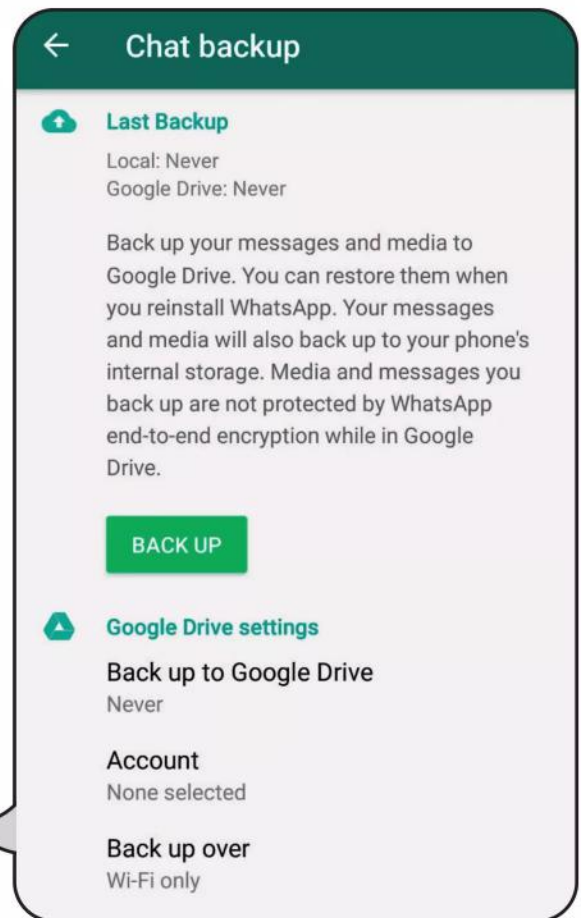 Chat backup
Last Backup
Local: Never
Google Drive: Never
Back up your messages and media to
Google Drive. You can restore them when
you reinstall WhatsApp. Your messages
and media will also back up to your phone's
internal storage. Media and messages you
back up are not protected by WhatsApp
end-to-end encryption while in Google
Drive.
BACK UP
Google Drive settings
Back up to Google Drive
Never
Account
None selected
Back up over
Wi-Fi only